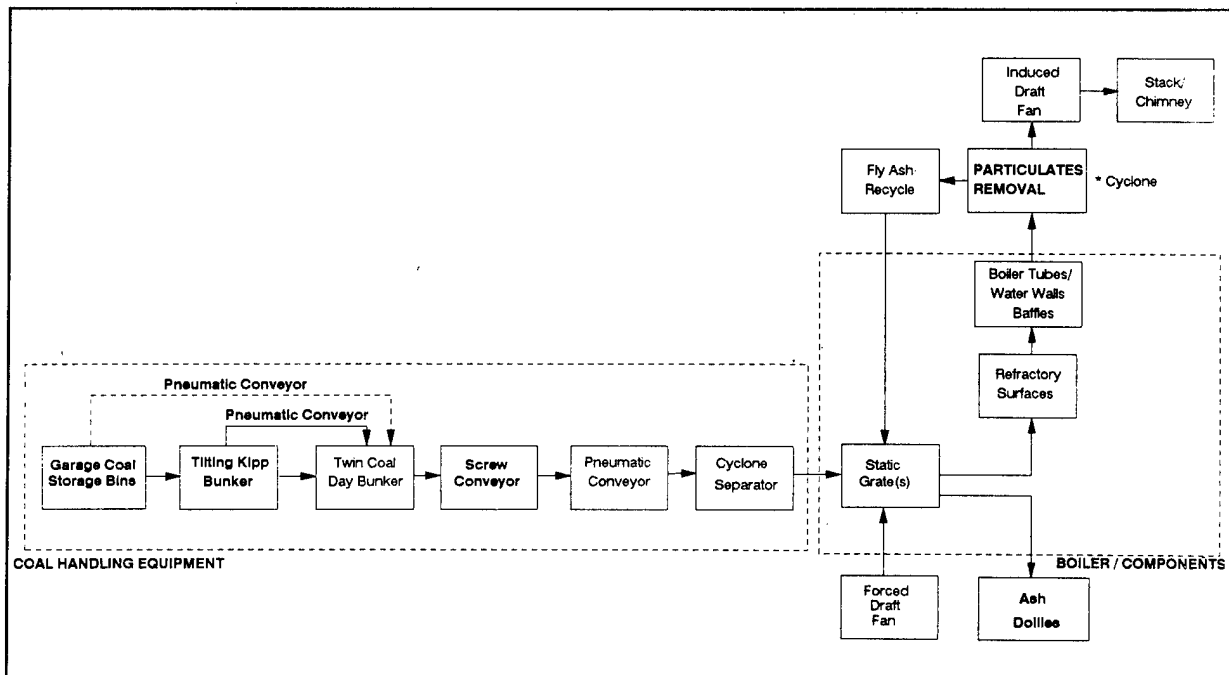 Induced
Draft
Fan
Stack/
Chimney
Fly Ash
Recycle
PARTICULATES
REMOVAL
* Cyclone
Boiler Tubes/
Water Walls
Baffles
Refractory
Surfaces
Pneumatic Conveyor
Pneumatic Conveyor
Garage Coal
Storage Bins
Tilting Kipp
Bunker
Twin Coal
Day Bunker
Screw
Conveyor
Pneumatic
Conveyor
Cyclone
Separator
Static
Grate(s)
COAL HANDLING EQUIPMENT
BOILER / COMPONENTS
Forced
Draft
Fan
Ash
Dollies